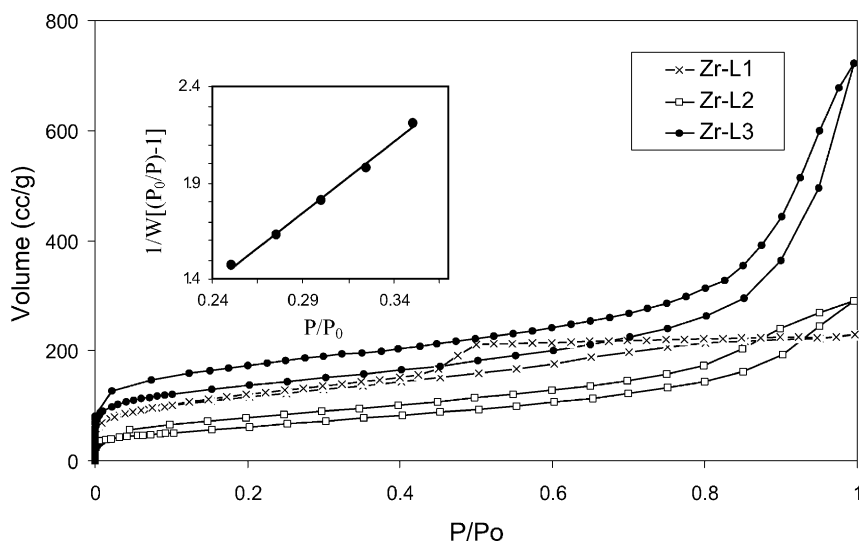 800
600
400
200
0
Volume (cc/g)
0
0.2
0.4
0.6
0.8
1
P/Po
Zr-L1
Zr-L2
Zr-L3
2.4
1.9
1.4
1/W[(P₀/P)-1]
0.24
0.29
0.34
P/P₀